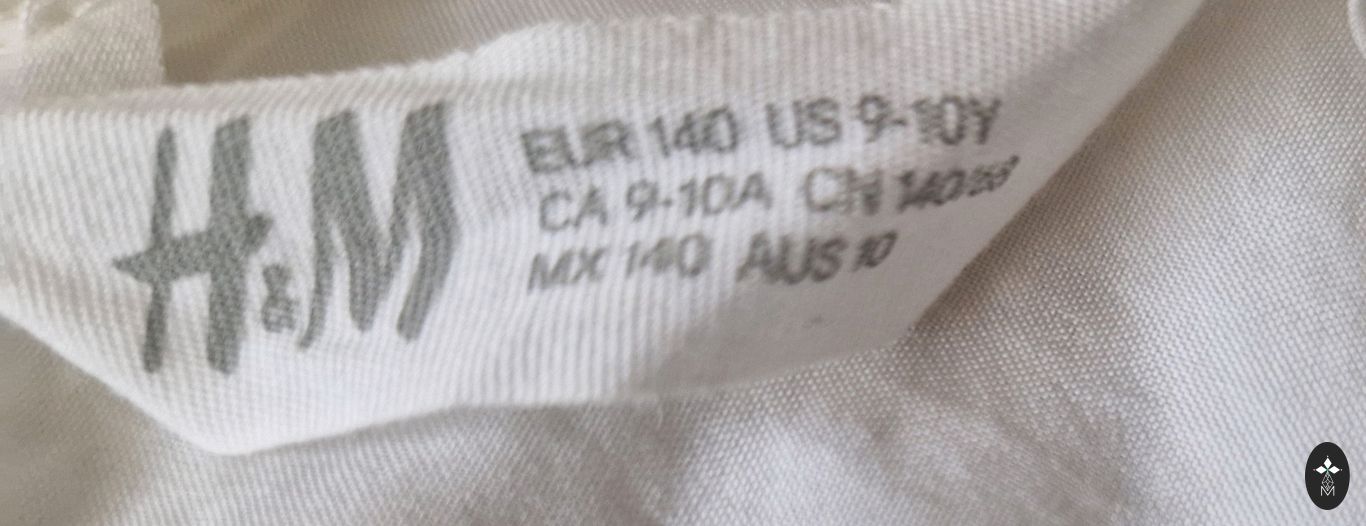 H&M
EUR 140 US 9-10Y
CA 9-10A CN 140/
MX 140 AUS 10
M